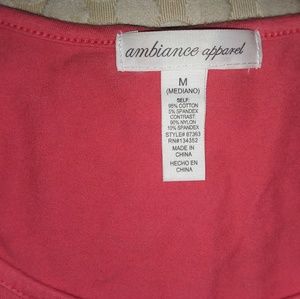 ambiance apparel
M
(MEDIANO)
SELF:
95% COTTON
5% SPANDEX
CONTRAST
90% NYLON
10% SPANDEX
STYLE# 87363
RN#134352
MADE IN
CHINA
HECHO EN
CHINA